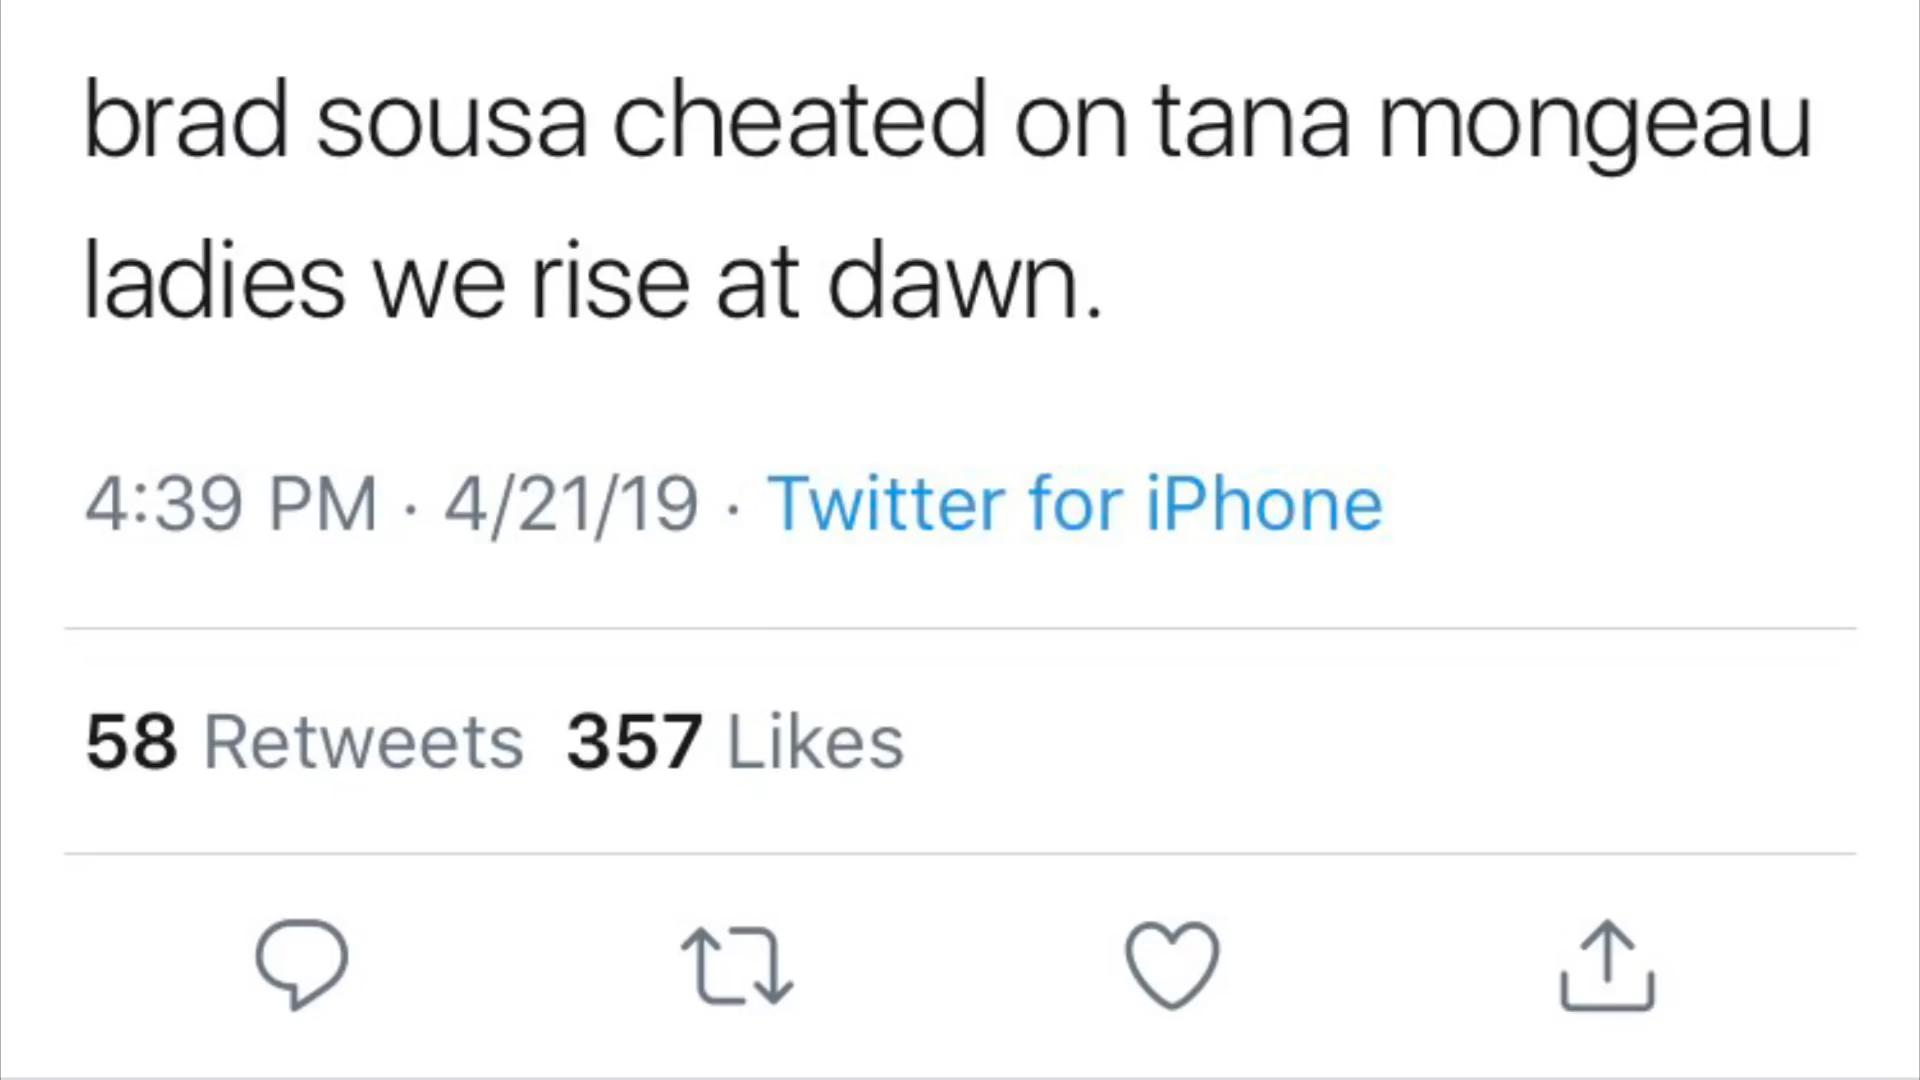 brad sousa cheated on tana mongeau
ladies we rise at dawn.
4:39 PM · 4/21/19 · Twitter for iPhone
58 Retweets 357 Likes